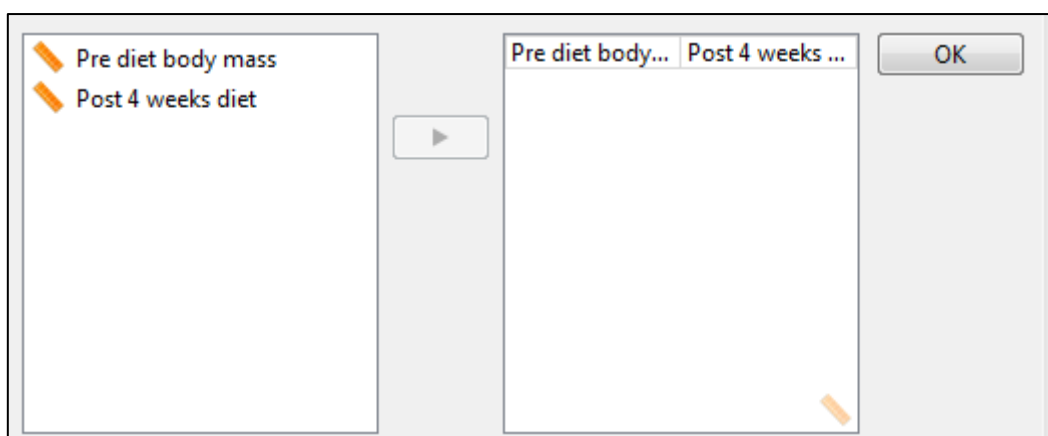 Pre diet body mass
Post 4 weeks diet
Pre diet body... Post 4 weeks ...
OK